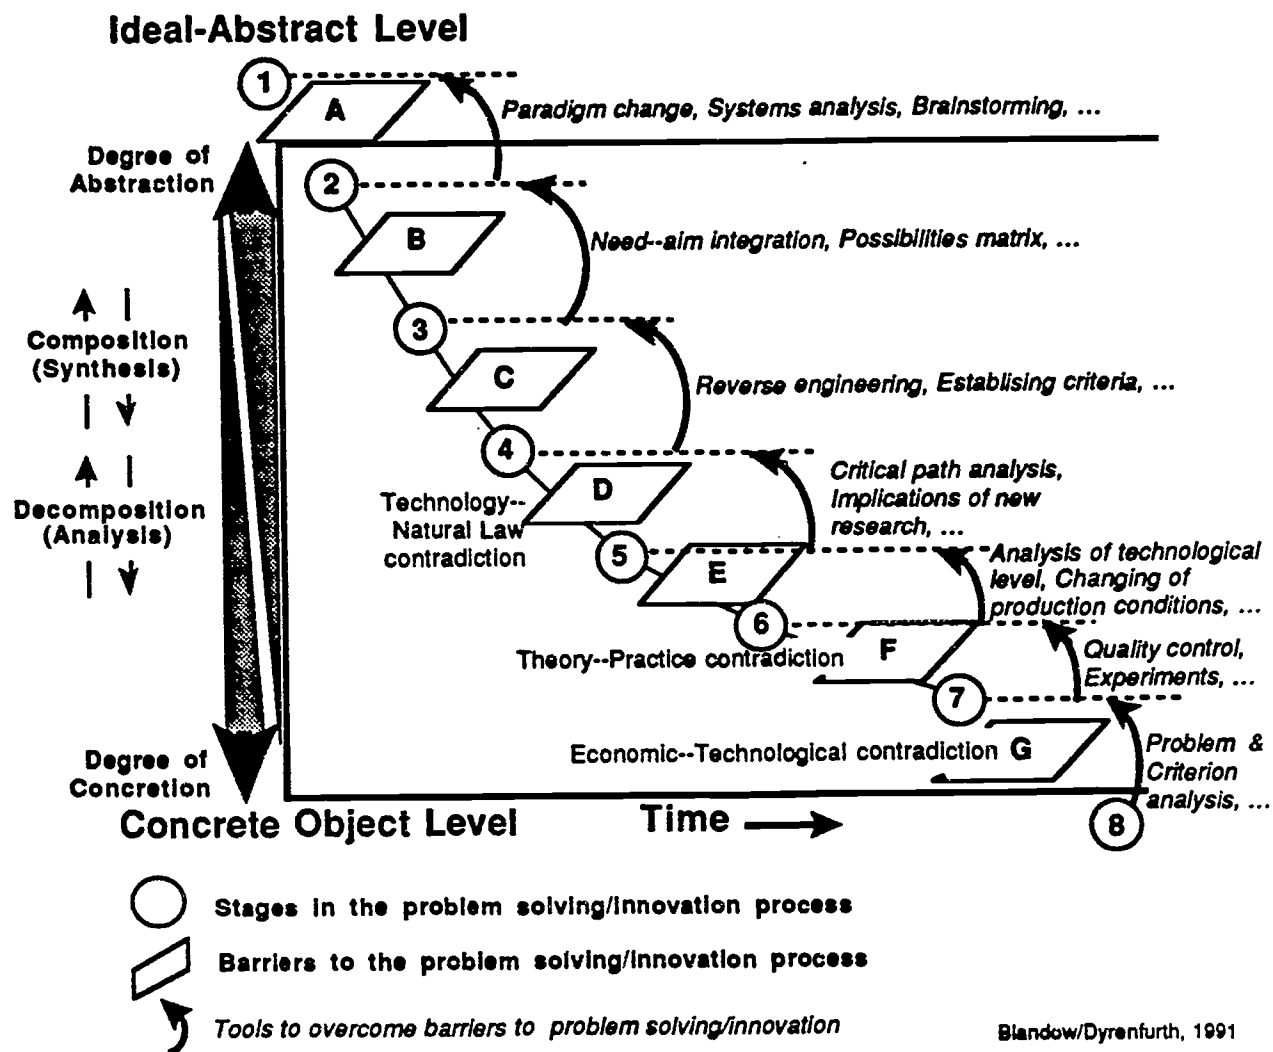 Ideal-Abstract Level
1
A
Paradigm change, Systems analysis, Brainstorming, ...
Degree of
Abstraction
2
B
Need--aim integration, Possibilities matrix, ...
3
Composition
(Synthesis)
C
Reverse engineering, Establising criteria, ...
4
Critical path analysis,
Implications of new
research, ...
D
Technology--
Natural Law
contradiction
Decomposition
(Analysis)
5
E
Analysis of technological
level, Changing of
production conditions, ...
6
Theory--Practice contradiction
F
Quality control,
Experiments, ...
7
Economic--Technological contradiction
G
Problem &
Criterion
analysis, ...
Degree of
Concretion
Concrete Object Level
Time
8
Stages in the problem solving/innovation process
Barriers to the problem solving/innovation process
Tools to overcome barriers to problem solving/innovation
Blandow/Dyrenfurth, 1991